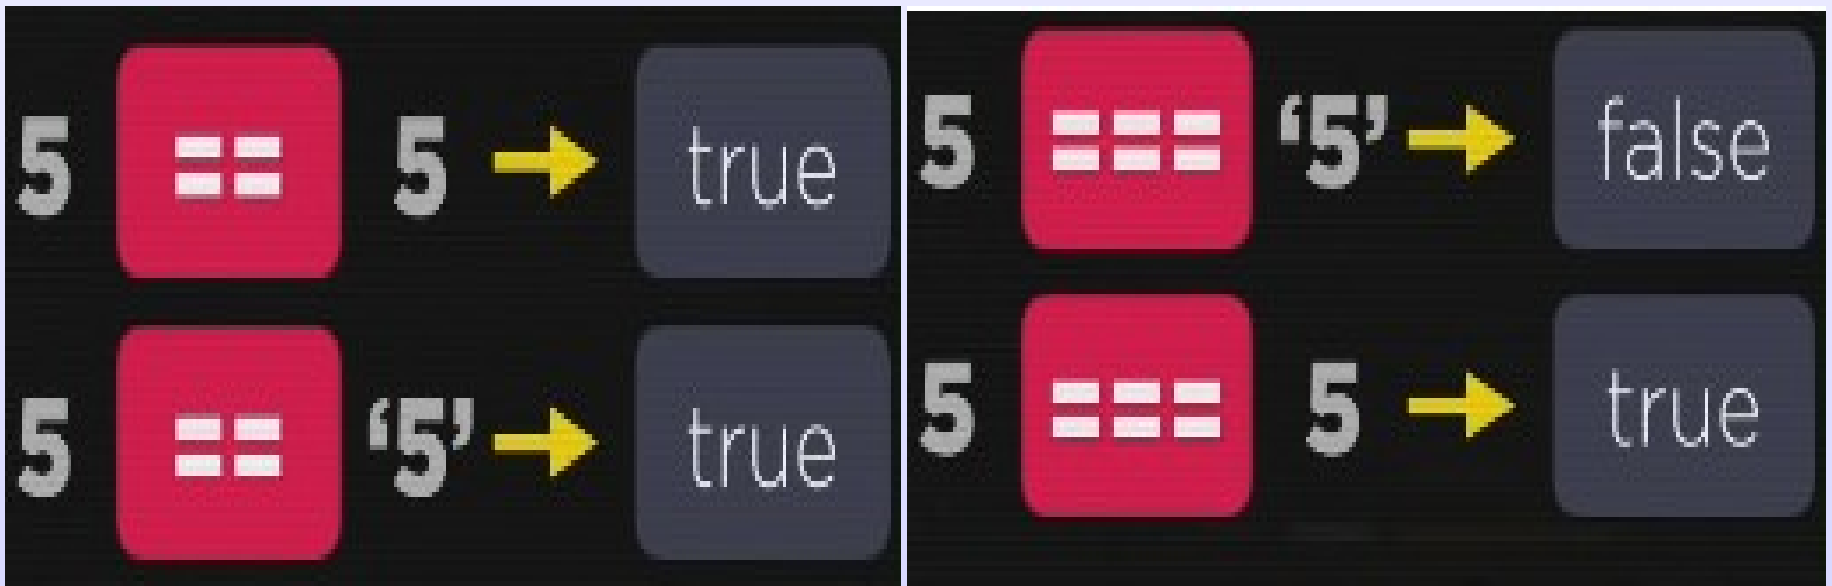 5 == 5 true
5 == ‘5’ true
5 === ‘5’ false
5 === 5 true